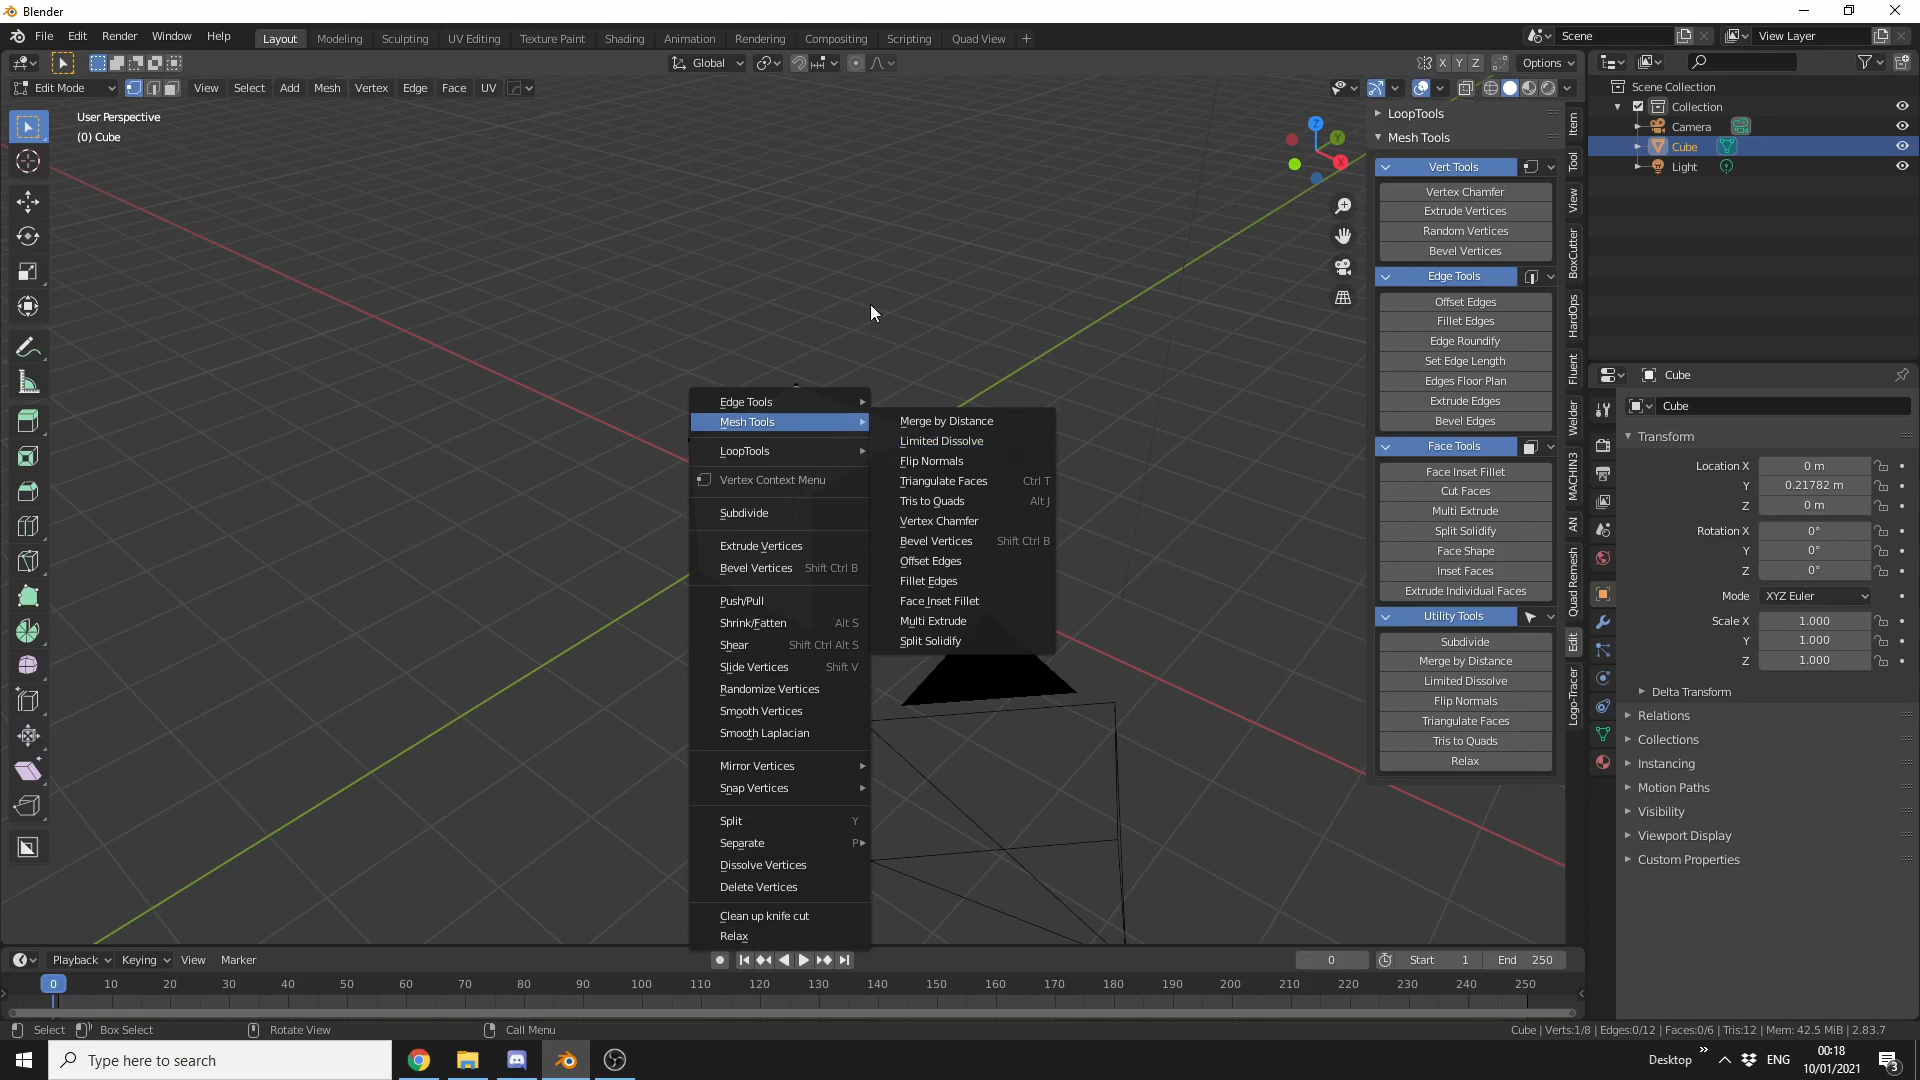 Blender
File Edit Render Window Help Layout Modeling Sculpting UV Editing Texture Paint Shading Animation Rendering Compositing Scripting Quad View + Scene View Layer
Global X Y Z Options
Edit Mode View Select Add Mesh Vertex Edge Face UV
User Perspective
(0) Cube
Z
Y
X
Edge Tools
Mesh Tools
LoopTools
Vertex Context Menu
Subdivide
Extrude Vertices
Bevel Vertices Shift Ctrl B
Push/Pull
Shrink/Fatten Alt S
Shear Shift Ctrl Alt S
Slide Vertices Shift V
Randomize Vertices
Smooth Vertices
Smooth Laplacian
Mirror Vertices
Snap Vertices
Split Y
Separate P
Dissolve Vertices
Delete Vertices
Clean up knife cut
Relax
Merge by Distance
Limited Dissolve
Flip Normals
Triangulate Faces Ctrl T
Tris to Quads Alt J
Vertex Chamfer
Bevel Vertices Shift Ctrl B
Offset Edges
Fillet Edges
Face Inset Fillet
Multi Extrude
Split Solidify
LoopTools
Mesh Tools
Vert Tools
Vertex Chamfer
Extrude Vertices
Random Vertices
Bevel Vertices
Edge Tools
Offset Edges
Fillet Edges
Edge Roundify
Set Edge Length
Edges Floor Plan
Extrude Edges
Bevel Edges
Face Tools
Face Inset Fillet
Cut Faces
Multi Extrude
Split Solidify
Face Shape
Inset Faces
Extrude Individual Faces
Utility Tools
Subdivide
Merge by Distance
Limited Dissolve
Flip Normals
Triangulate Faces
Tris to Quads
Relax
Item
Tool
View
BoxCutter
HardOps
Fluent
Welder
MACHIN3
AN
Quad Remesh
Edit
Logo-Tracer
Scene Collection
Collection
Camera
Cube
Light
Cube
Cube
Transform
Location X 0 m
Y 0.21782 m
Z 0 m
Rotation X 0°
Y 0°
Z 0°
Mode XYZ Euler
Scale X 1.000
Y 1.000
Z 1.000
Delta Transform
Relations
Collections
Instancing
Motion Paths
Visibility
Viewport Display
Custom Properties
Playback Keying View Marker 0 Start 1 End 250
0 10 20 30 40 50 60 70 80 90 100 110 120 130 140 150 160 170 180 190 200 210 220 230 240 250
Select Box Select Rotate View Call Menu Cube | Verts:1/8 | Edges:0/12 | Faces:0/6 | Tris:12 | Mem: 42.5 MiB | 2.83.7
Type here to search Desktop » ENG 00:18
10/01/2021 3